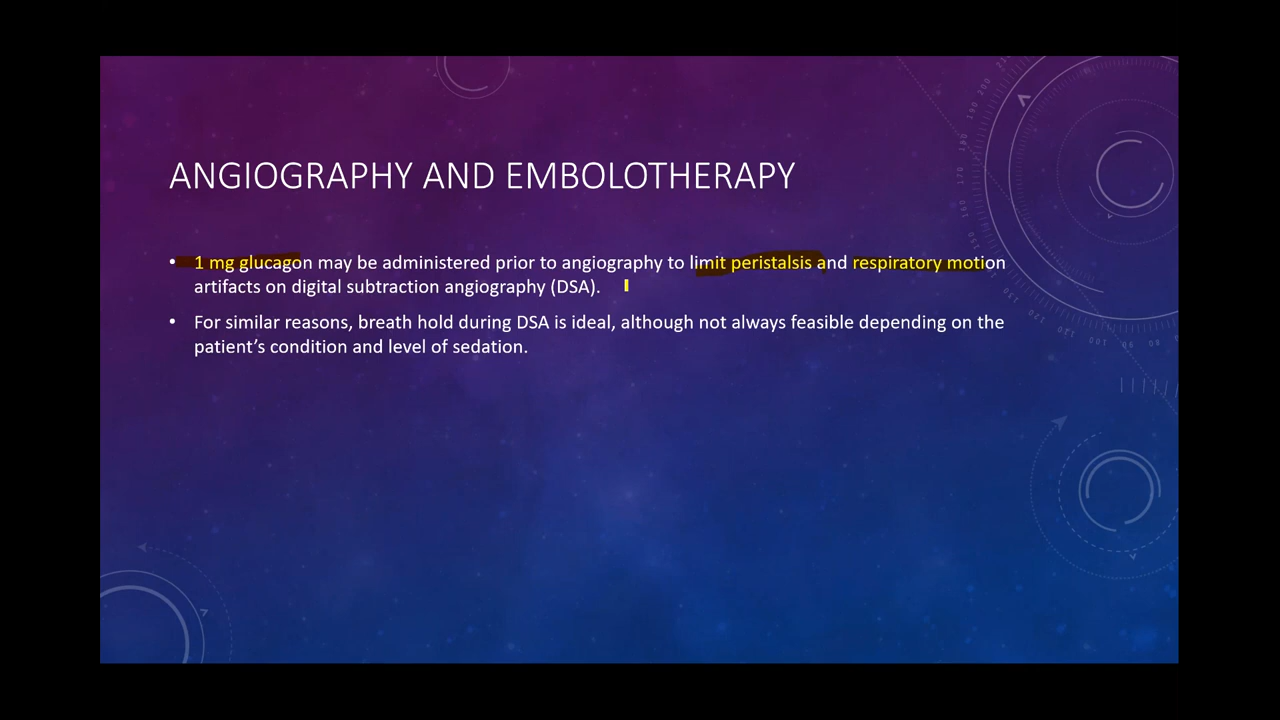 ANGIOGRAPHY AND EMBOLOTHERAPY
• 1 mg glucagon may be administered prior to angiography to limit peristalsis and respiratory motion
artifacts on digital subtraction angiography (DSA).
• For similar reasons, breath hold during DSA is ideal, although not always feasible depending on the
patient’s condition and level of sedation.